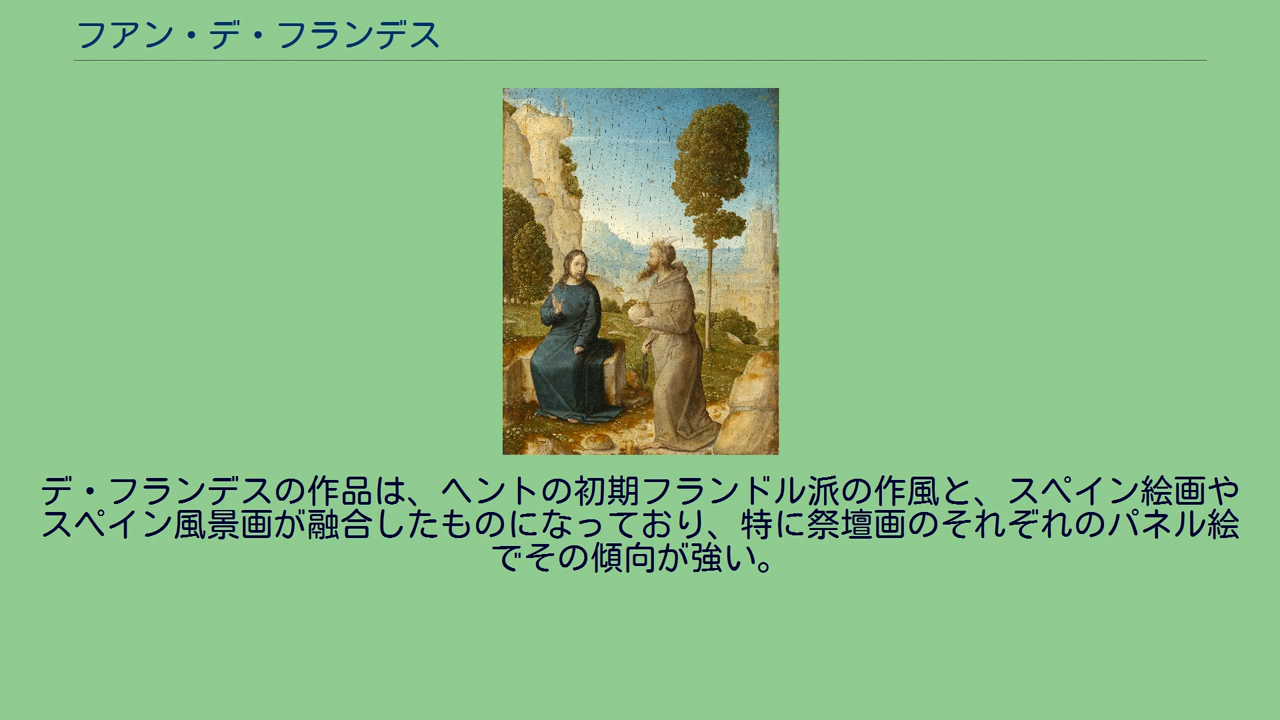 フアン・デ・フランデス
デ・フランデスの作品は、ヘントの初期フランドル派の作風と、スペイン絵画や
スペイン風景画が融合したものになっており、特に祭壇画のそれぞれのパネル絵
でその傾向が強い。